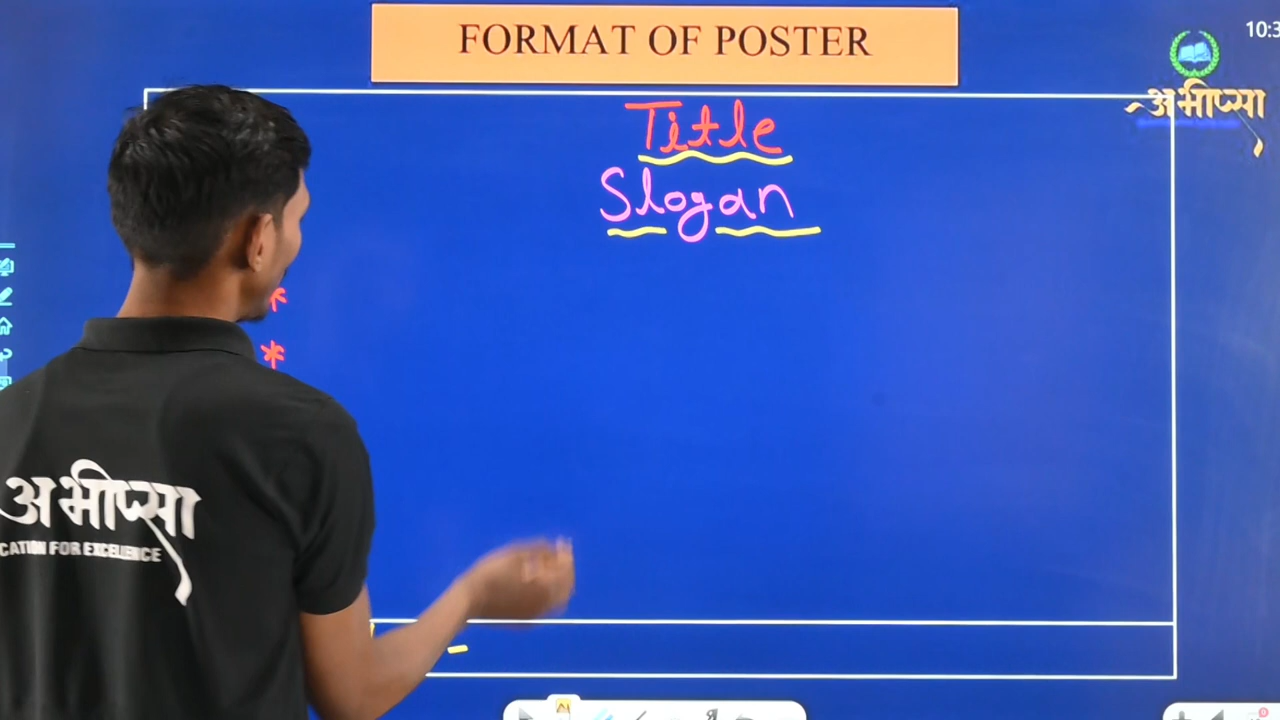 FORMAT OF POSTER
10:3
अभीप्सा
Title
Slogan
*
*
अभीप्सा
CATION FOR EXCELLENCE